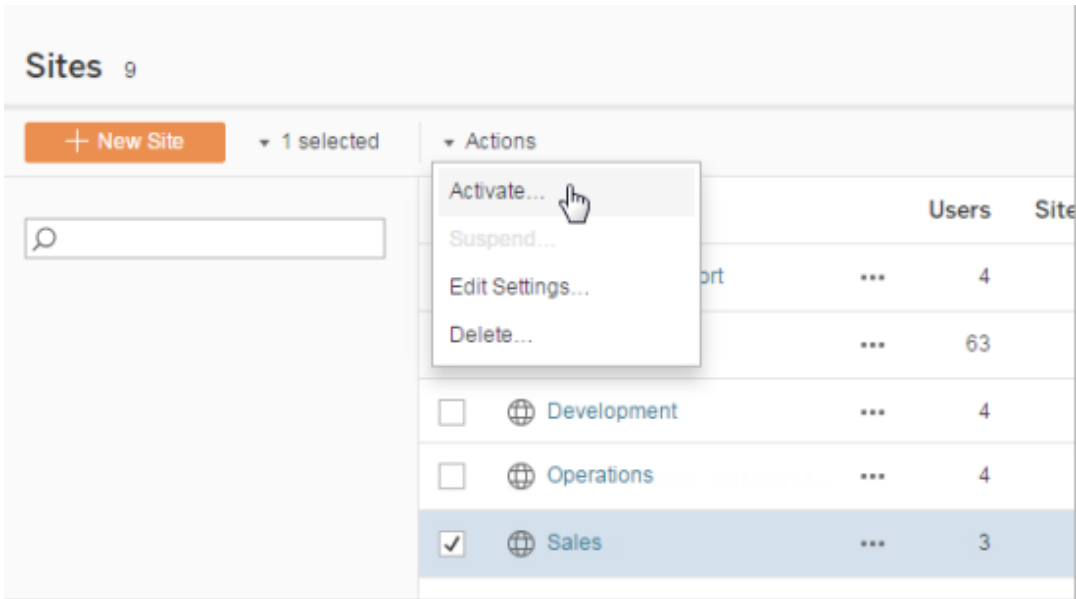 Sites 9
+ New Site 1 selected Actions
Activate...
Users Site
Suspend...
Edit Settings... ort ••• 4
Delete... ••• 63
Development ••• 4
Operations ••• 4
Sales ••• 3